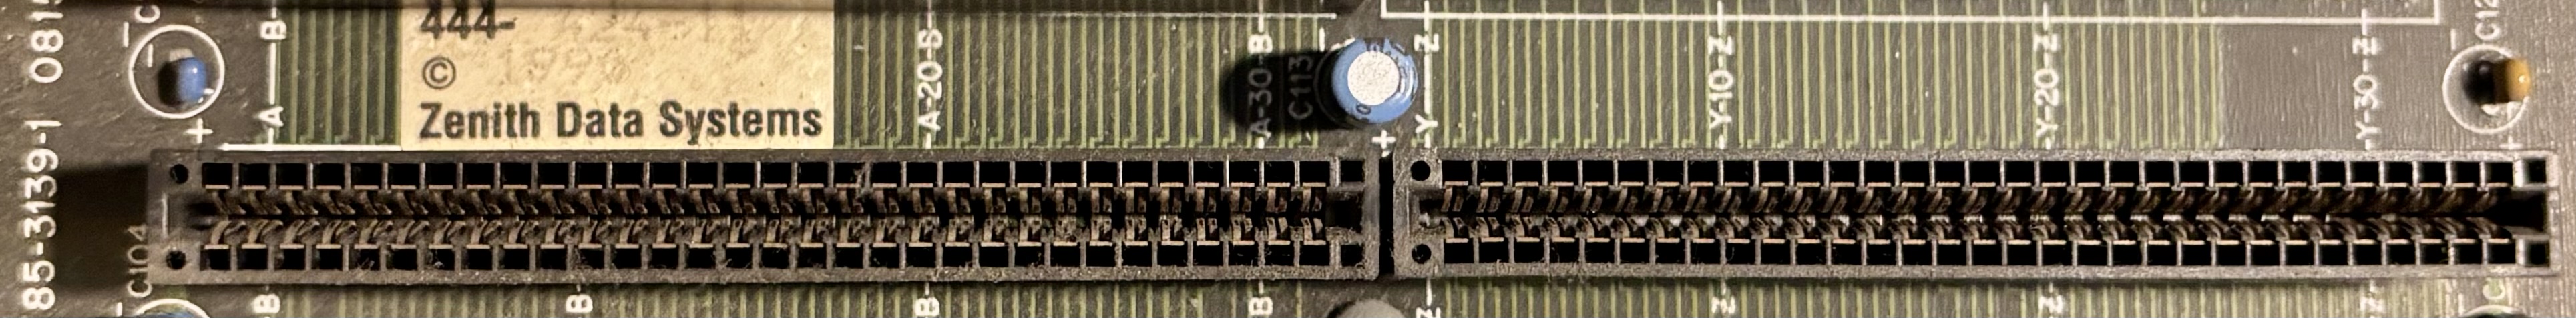 85-3139-1 081
C104
B
A
444-
©
Zenith Data Systems
A-20-B
A-30-B
C113
+
Z
Y
Y-10-Z
Y-20-Z
Y-30-Z
C12
+
B
B
B
B
Z
Z
Z
Z
C